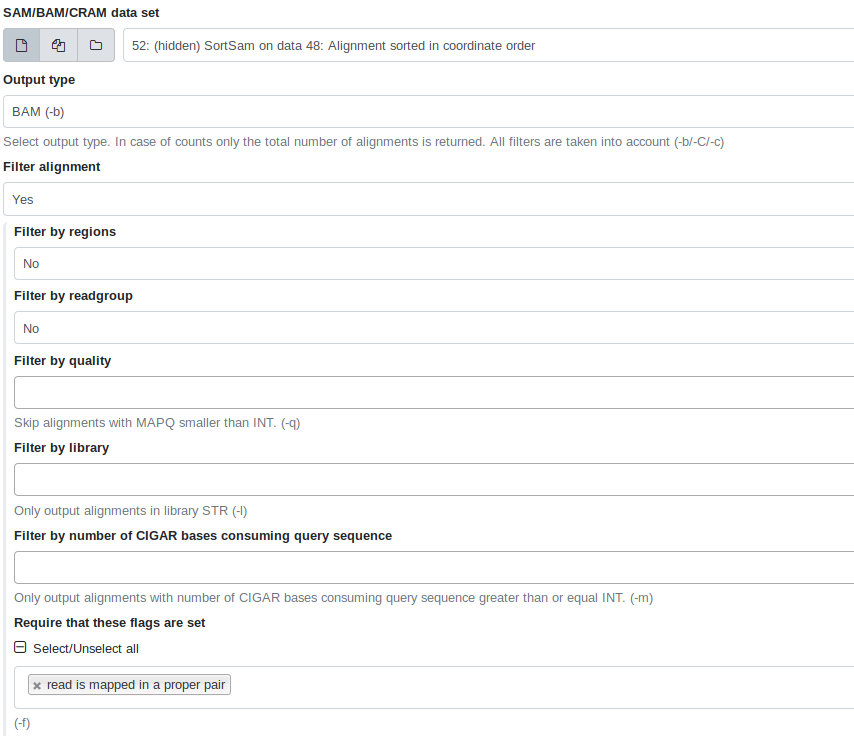 SAM/BAM/CRAM data set
52: (hidden) SortSam on data 48: Alignment sorted in coordinate order
Output type
BAM (-b)
Select output type. In case of counts only the total number of alignments is returned. All filters are taken into account (-b/-C/-c)
Filter alignment
Yes
Filter by regions
No
Filter by readgroup
No
Filter by quality
Skip alignments with MAPQ smaller than INT. (-q)
Filter by library
Only output alignments in library STR (-l)
Filter by number of CIGAR bases consuming query sequence
Only output alignments with number of CIGAR bases consuming query sequence greater than or equal INT. (-m)
Require that these flags are set
Select/Unselect all
× read is mapped in a proper pair
(-f)